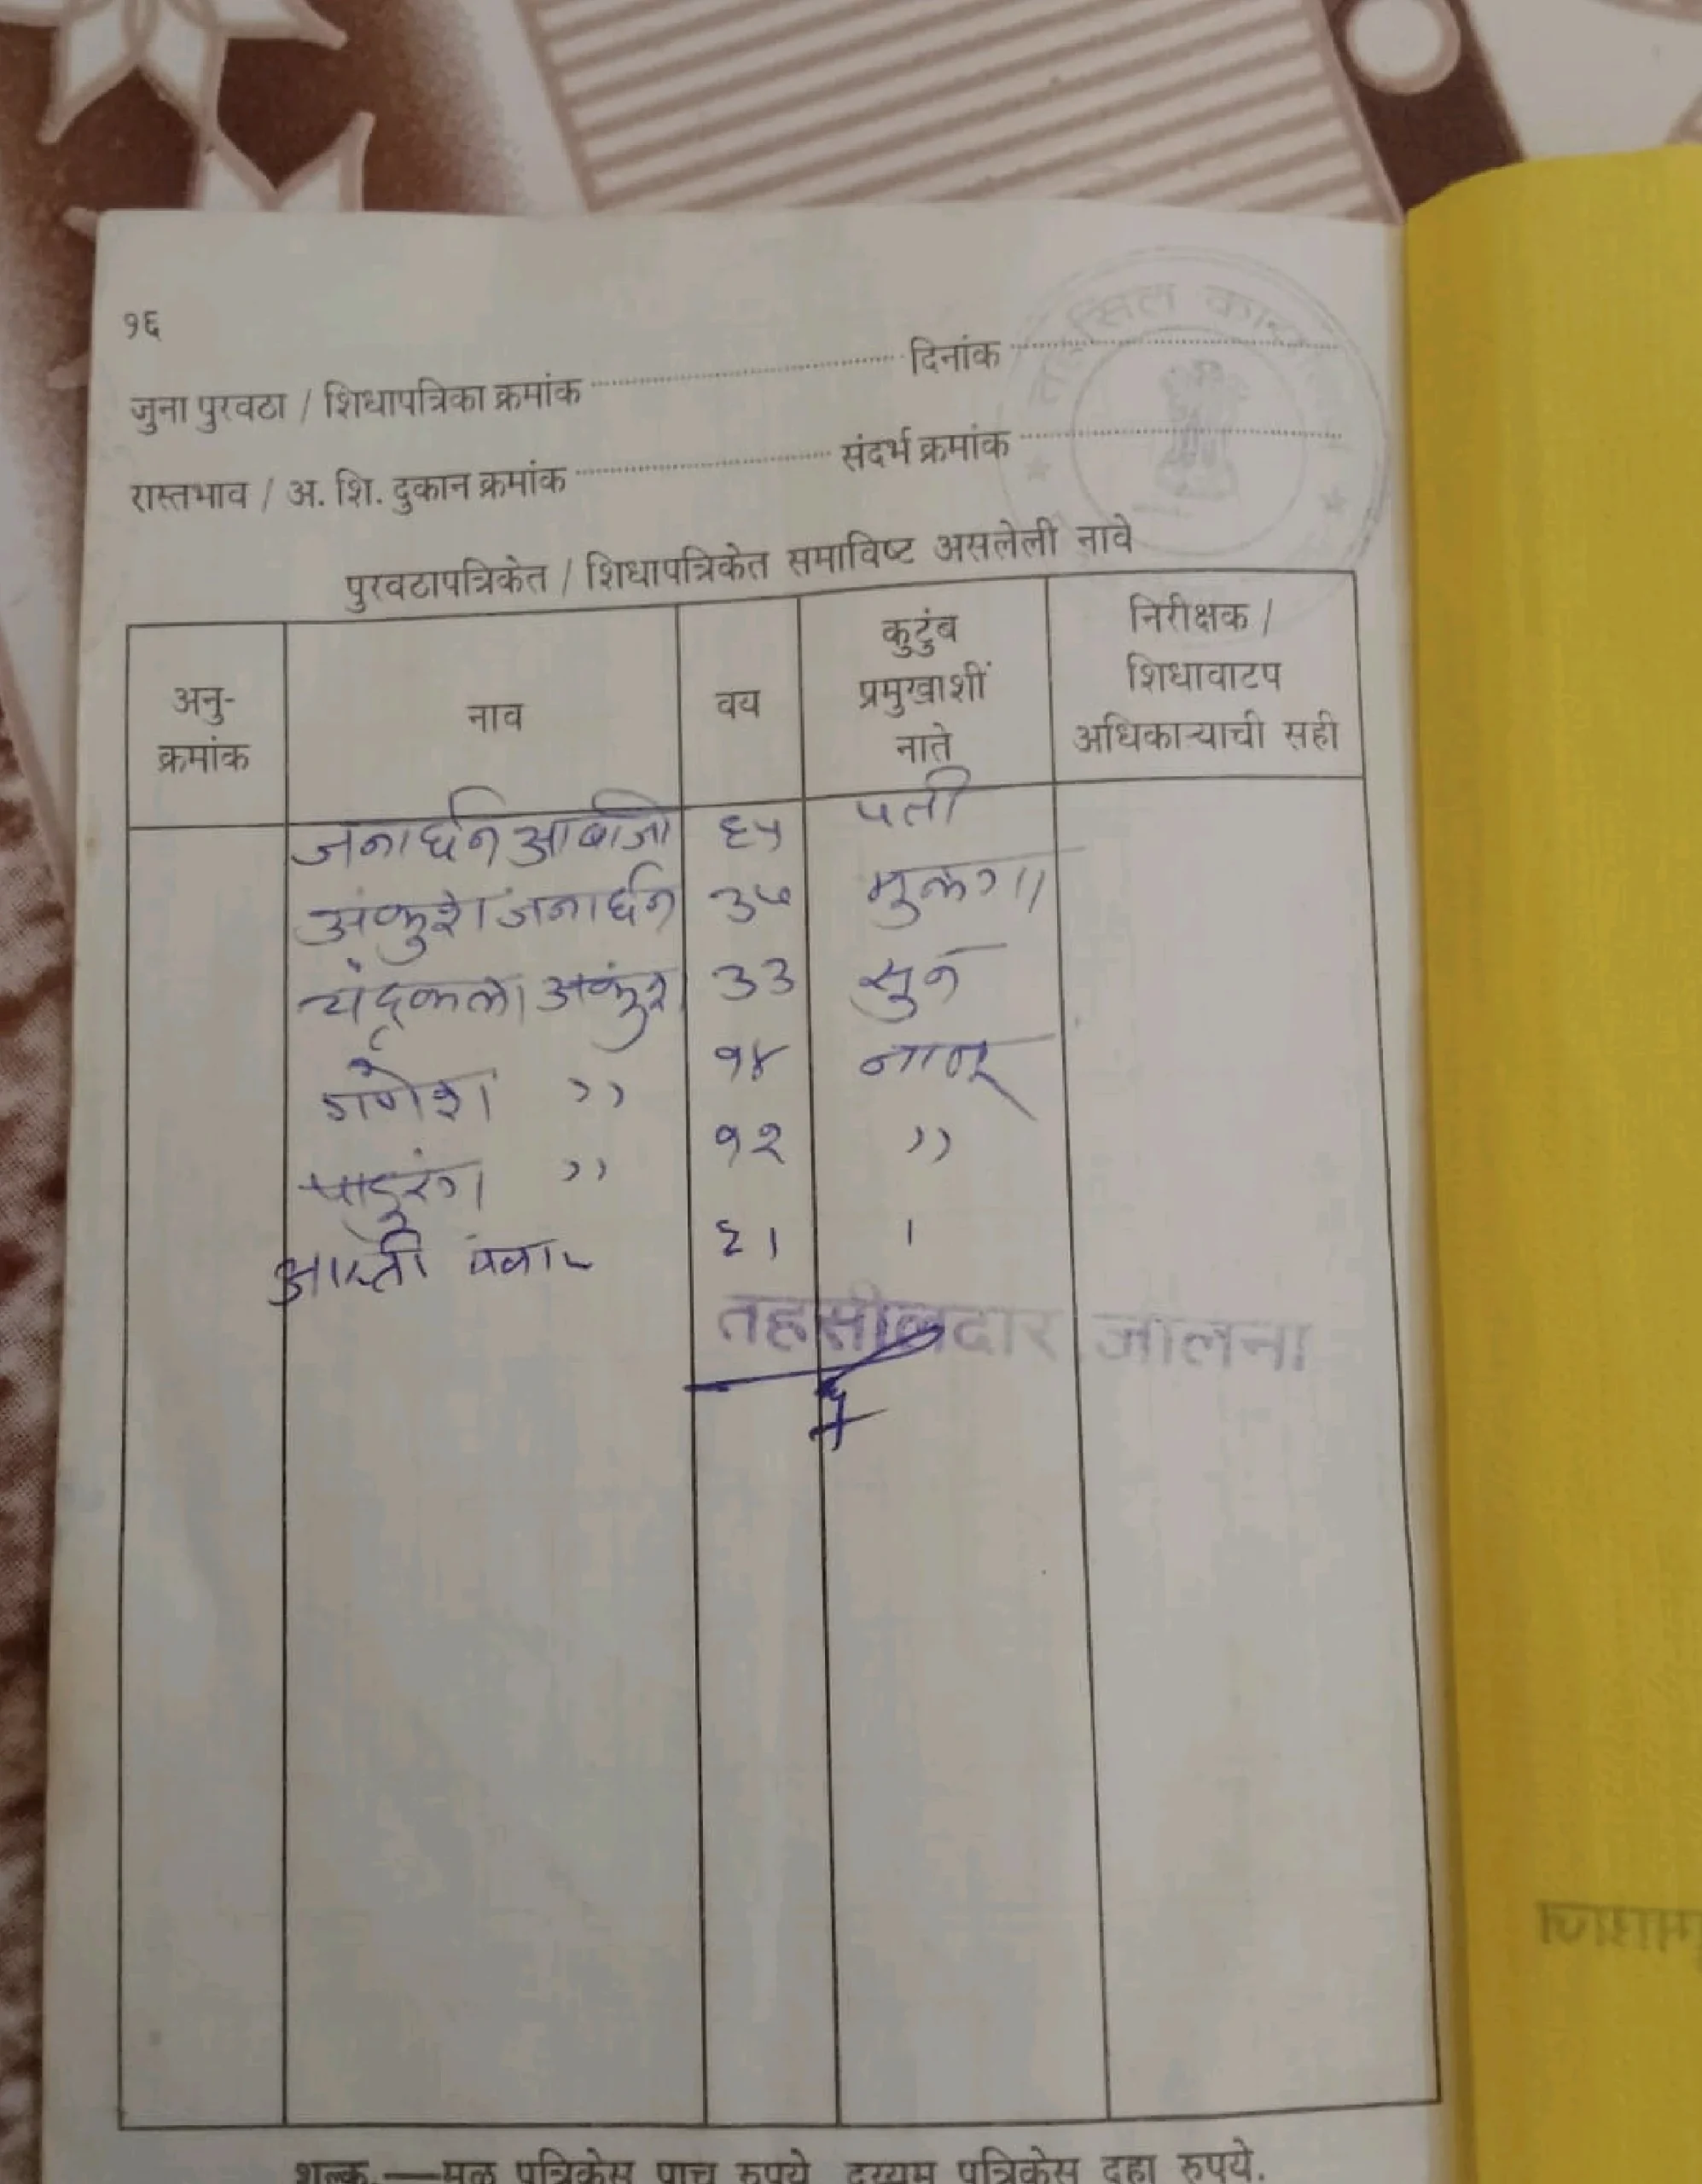 १६
जुना पुरवठा / शिधापत्रिका क्रमांक दिनांक
रास्तभाव / अ. शि. दुकान क्रमांक संदर्भ क्रमांक
पुरवठापत्रिकेत / शिधापत्रिकेत समाविष्ट असलेली नावे
अनु-क्रमांक नाव वय कुटुंब प्रमुखाशीं नाते निरीक्षक / शिधावाटप अधिकाऱ्याची सही
जनार्धन आबाजी ६५ पती
अंकुश जनार्धन ३५ मुलगा
चंद्रकला अंकुश ३३ सुन
गणेश ,, १४ नातू
पांडुरंग ,, १२ ,,
आरती
तहसीलदार जालना
तहसिल
शुल्क.—मूळ पत्रिकेस पाच रुपये, दुय्यम पत्रिकेस दहा रुपये.